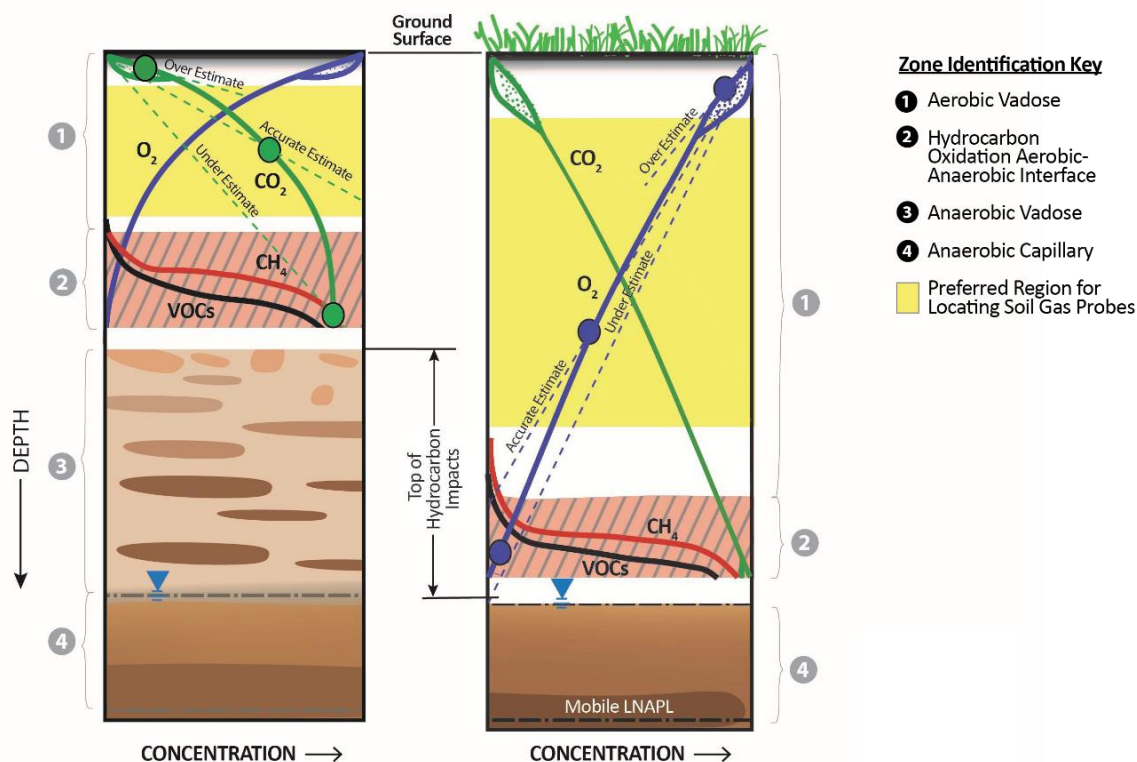 Ground
Surface
1
Over Estimate
Accurate Estimate
Under Estimate
O2
CO2
2
CH4
VOCs
3
4
DEPTH
CONCENTRATION
Top of
Hydrocarbon
Impacts
CO2
Over Estimate
O2
Under Estimate
Accurate Estimate
1
CH4
VOCs
2
4
Mobile LNAPL
CONCENTRATION
Zone Identification Key
1 Aerobic Vadose
2 Hydrocarbon
Oxidation Aerobic-
Anaerobic Interface
3 Anaerobic Vadose
4 Anaerobic Capillary
Preferred Region for
Locating Soil Gas Probes